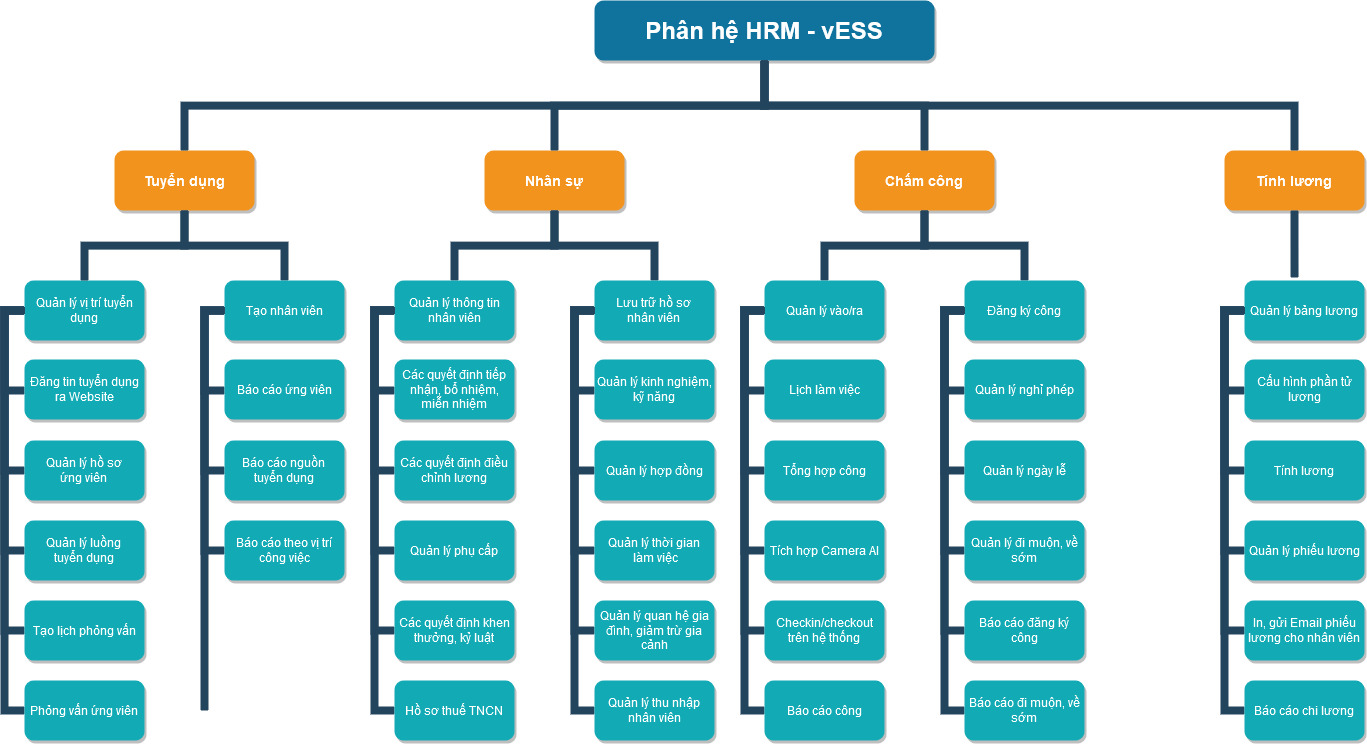 Phân hệ HRM - vESS
Tuyển dụng
Nhân sự
Chấm công
Tính lương
Quản lý vị trí tuyển
dụng
Đăng tin tuyển dụng
ra Website
Quản lý hồ sơ
ứng viên
Quản lý luồng
tuyển dụng
Tạo lịch phỏng vấn
Phỏng vấn ứng viên
Tạo nhân viên
Báo cáo ứng viên
Báo cáo nguồn
tuyển dụng
Báo cáo theo vị trí
công việc
Quản lý thông tin
nhân viên
Các quyết định tiếp
nhận, bổ nhiệm,
miễn nhiệm
Các quyết định điều
chỉnh lương
Quản lý phụ cấp
Các quyết định khen
thưởng, kỷ luật
Hồ sơ thuế TNCN
Lưu trữ hồ sơ
nhân viên
Quản lý kinh nghiệm,
kỹ năng
Quản lý hợp đồng
Quản lý thời gian
làm việc
Quản lý quan hệ gia
đình, giảm trừ gia
cảnh
Quản lý thu nhập
nhân viên
Quản lý vào/ra
Lịch làm việc
Tổng hợp công
Tích hợp Camera AI
Checkin/checkout
trên hệ thống
Báo cáo công
Đăng ký công
Quản lý nghỉ phép
Quản lý ngày lễ
Quản lý đi muộn, về
sớm
Báo cáo đăng ký
công
Báo cáo đi muộn, về
sớm
Quản lý bảng lương
Cấu hình phần tử
lương
Tính lương
Quản lý phiếu lương
In, gửi Email phiếu
lương cho nhân viên
Báo cáo chi lương